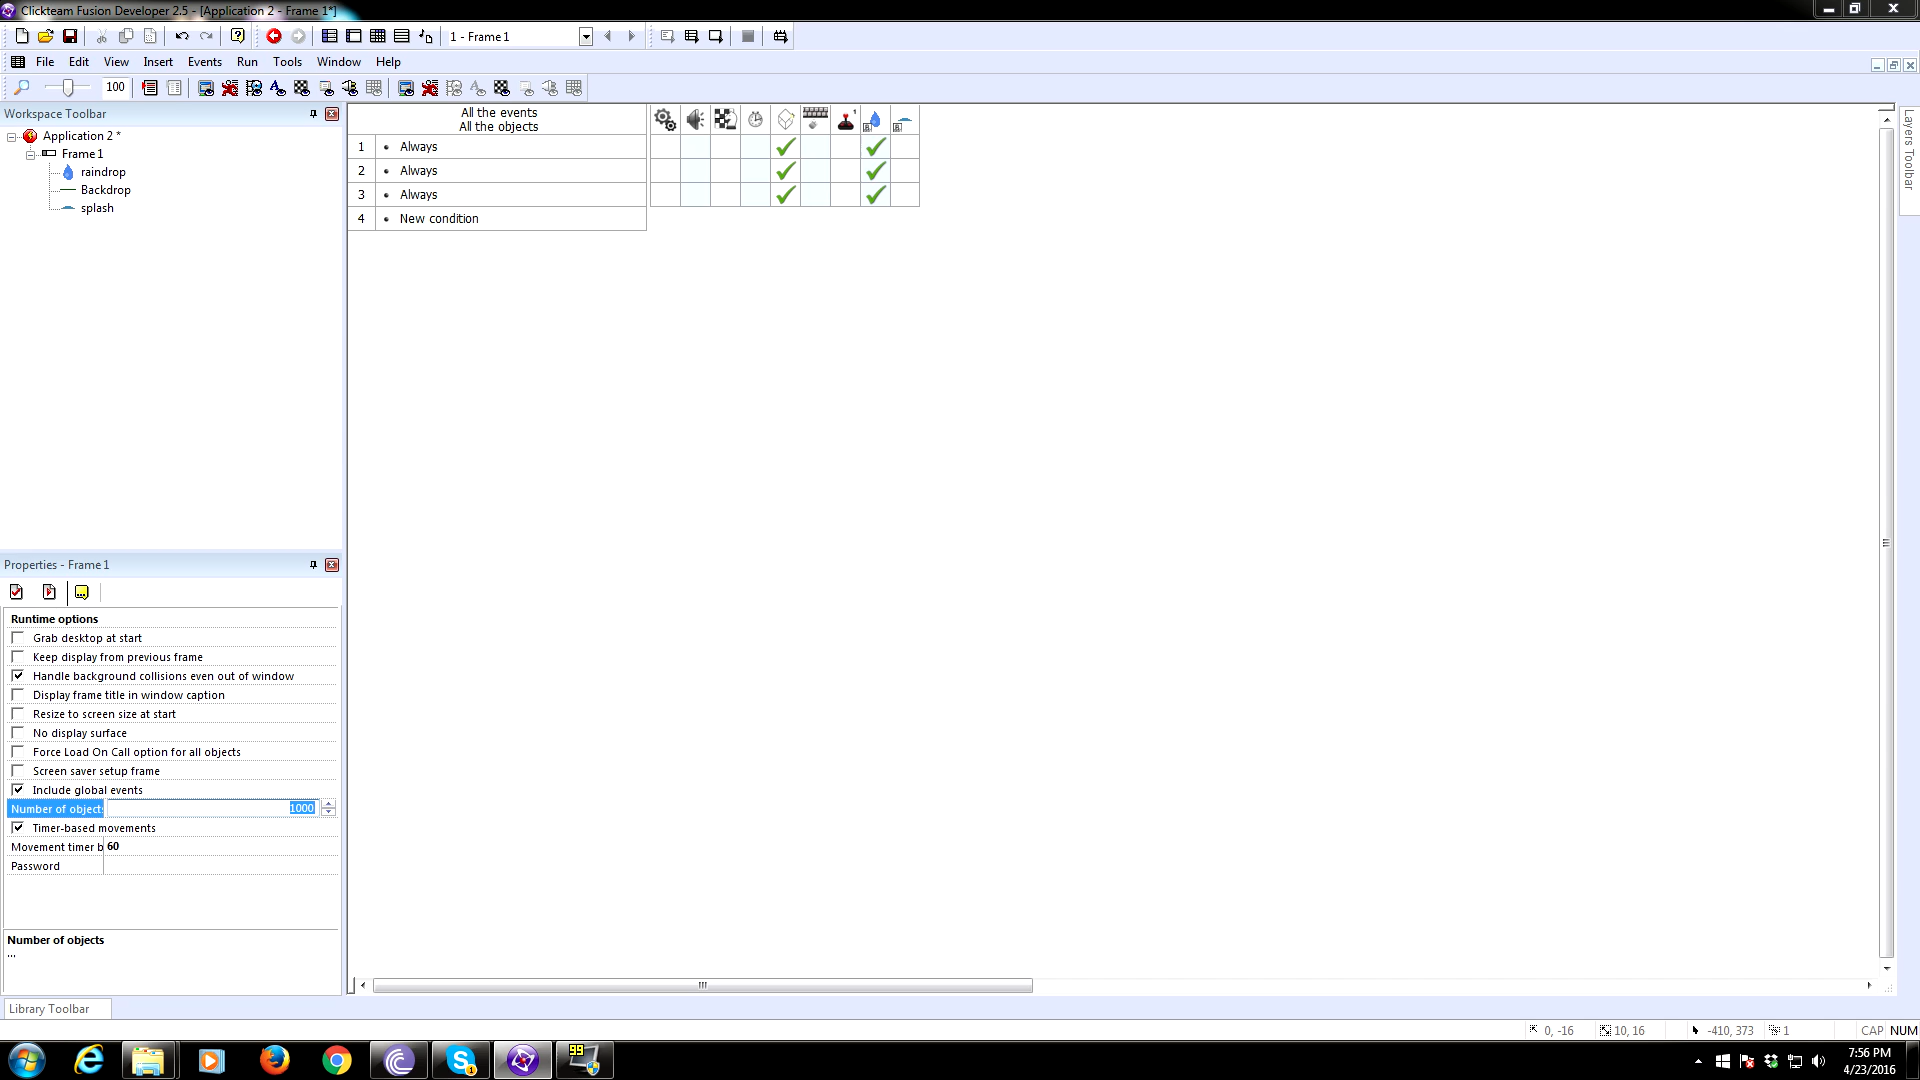 Clickteam Fusion Developer 2.5 - [Application 2 - Frame 1*]
1 - Frame 1
File Edit View Insert Events Run Tools Window Help
100
Workspace Toolbar
Application 2 *
Frame 1
raindrop
Backdrop
splash
All the events
All the objects
1 Always
2 Always
3 Always
4 New condition
Layers Toolbar
Properties - Frame 1
Runtime options
Grab desktop at start
Keep display from previous frame
Handle background collisions even out of window
Display frame title in window caption
Resize to screen size at start
No display surface
Force Load On Call option for all objects
Screen saver setup frame
Include global events
Number of objects 1000
Timer-based movements
Movement timer b 60
Password
Number of objects
...
Library Toolbar
0, -16 10, 16 -410, 373 1 CAP NUM
99
7:56 PM
4/23/2016